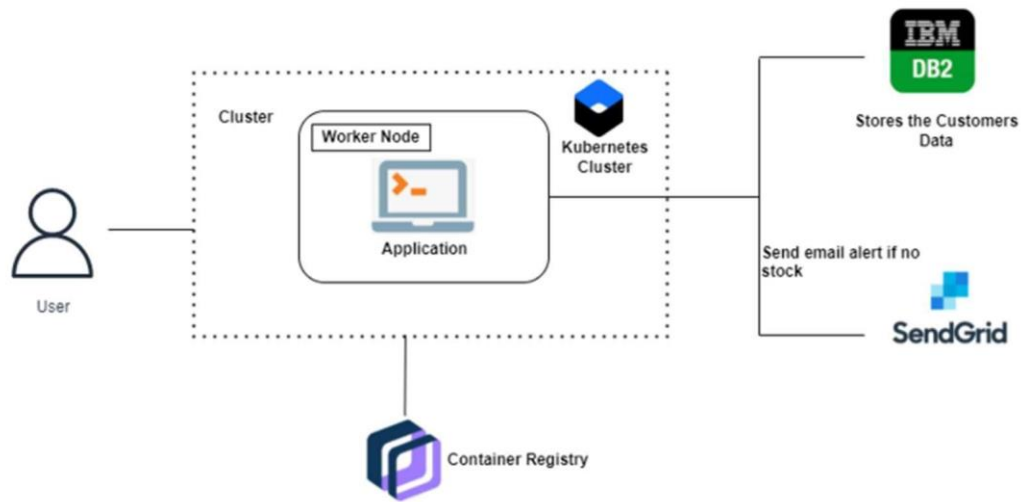 IBM
DB2
Stores the Customers
Data
Cluster
Worker Node
Kubernetes
Cluster
Application
User
Send email alert if no
stock
SendGrid
Container Registry